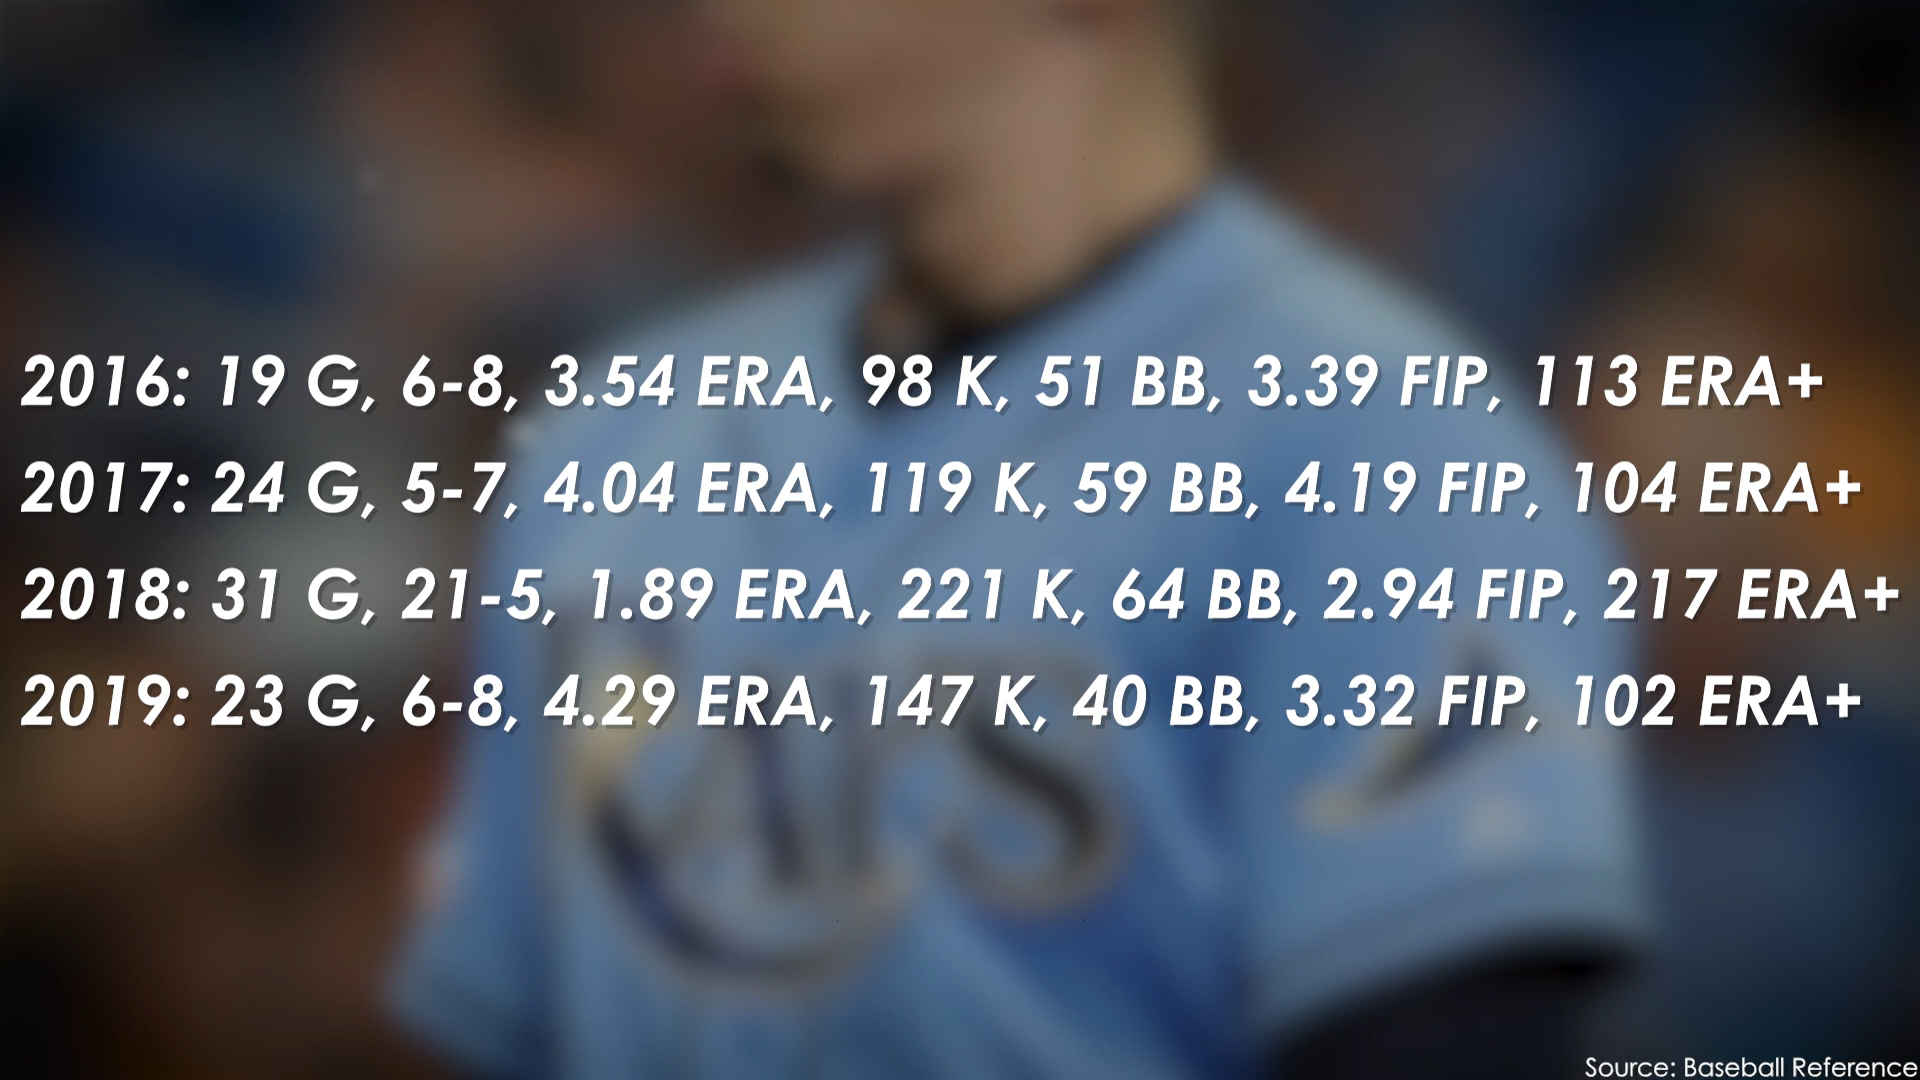 2016: 19 G, 6-8, 3.54 ERA, 98 K, 51 BB, 3.39 FIP, 113 ERA+
2017: 24 G, 5-7, 4.04 ERA, 119 K, 59 BB, 4.19 FIP, 104 ERA+
2018: 31 G, 21-5, 1.89 ERA, 221 K, 64 BB, 2.94 FIP, 217 ERA+
2019: 23 G, 6-8, 4.29 ERA, 147 K, 40 BB, 3.32 FIP, 102 ERA+
RAYS
Source: Baseball Reference